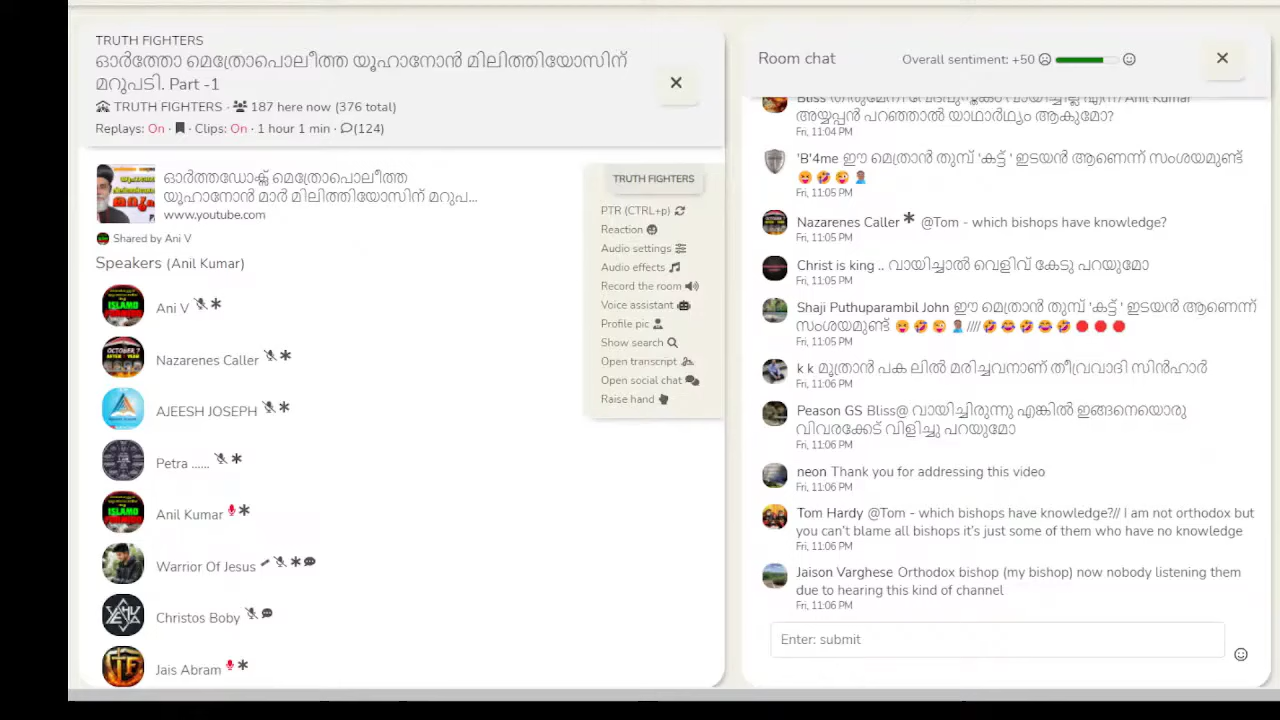 TRUTH FIGHTERS
ഓർത്തോ മെത്രോപൊലീത്ത യൂഹാനോൻ മിലിത്തിയോസിന്
മറുപടി. Part -1
TRUTH FIGHTERS · 187 here now (376 total)
Replays: On · Clips: On · 1 hour 1 min · (124)
ഓർത്തഡോക്സ് മെത്രോപൊലീത്ത
യൂഹാനോൻ മാർ മിലിത്തിയോസിന് മറുപ...
www.youtube.com
Shared by Ani V
Speakers (Anil Kumar)
Ani V
Nazarenes Caller
AJEESH JOSEPH
Petra ......
Anil Kumar
Warrior Of Jesus
Christos Boby
Jais Abram
TRUTH FIGHTERS
PTR (CTRL+p)
Reaction
Audio settings
Audio effects
Record the room
Voice assistant
Profile pic
Show search
Open transcript
Open social chat
Raise hand
Room chat
Overall sentiment: +50
Bliss തിരുമേനി വേദപുസ്തകം വായിച്ചില്ല എന്ന് Anil Kumar
അയ്യപ്പൻ പറഞ്ഞാൽ യാഥാർഥ്യം ആകുമോ?
Fri, 11:04 PM
'B'4me ഈ മെത്രാൻ തുമ്പ് 'കട്ട് ' ഇടയൻ ആണെന്ന് സംശയമുണ്ട്
😝🤣😜🤦🏽‍♂️
Fri, 11:05 PM
Nazarenes Caller @Tom - which bishops have knowledge?
Fri, 11:05 PM
Christ is king .. വായിച്ചാൽ വെളിവ് കേടു പറയുമോ
Fri, 11:05 PM
Shaji Puthuparambil John ഈ മെത്രാൻ തുമ്പ് 'കട്ട് ' ഇടയൻ ആണെന്ന്
സംശയമുണ്ട് 😝🤣😜🤦🏽‍♂️////🤣😂🤣😂🤣🔴🔴🔴
Fri, 11:05 PM
k k മൂത്രാൻ പക ലിൽ മരിച്ചവനാണ് തീവ്രവാദി സിൻഹാർ
Fri, 11:06 PM
Peason GS Bliss@ വായിച്ചിരുന്നു എങ്കിൽ ഇങ്ങനെയൊരു
വിവരക്കേട് വിളിച്ചു പറയുമോ
Fri, 11:06 PM
neon Thank you for addressing this video
Fri, 11:06 PM
Tom Hardy @Tom - which bishops have knowledge?// I am not orthodox but
you can't blame all bishops it's just some of them who have no knowledge
Fri, 11:06 PM
Jaison Varghese Orthodox bishop (my bishop) now nobody listening them
due to hearing this kind of channel
Fri, 11:06 PM
Enter: submit